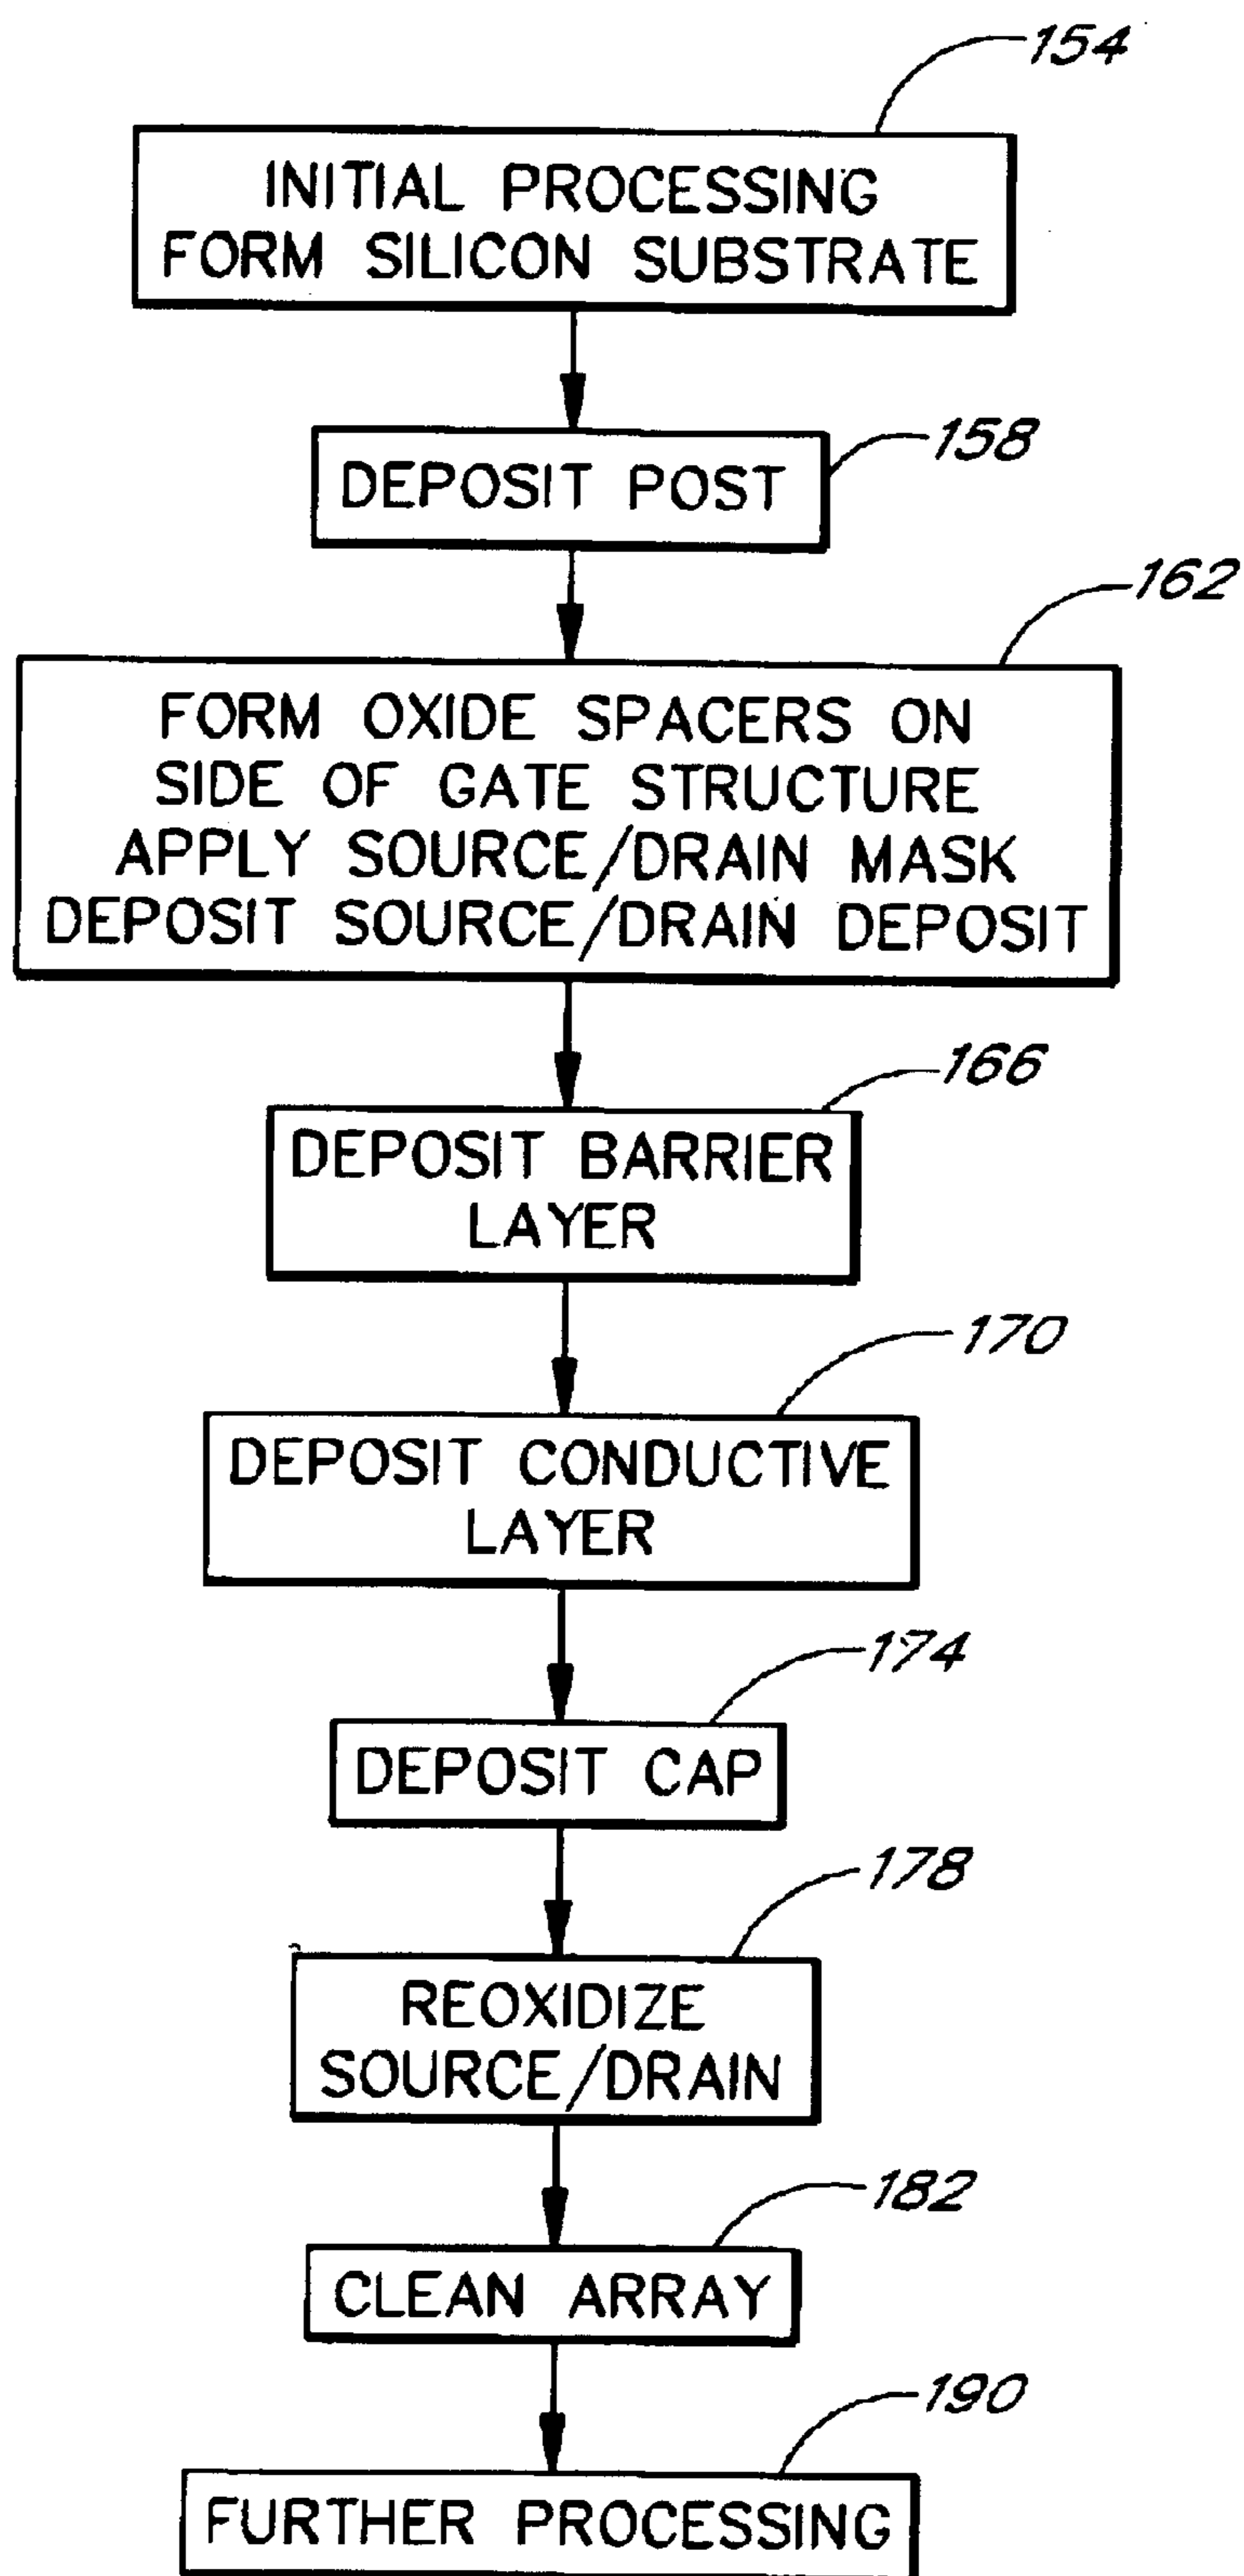 154
INITIAL PROCESSING
FORM SILICON SUBSTRATE
158
DEPOSIT POST
162
FORM OXIDE SPACERS ON
SIDE OF GATE STRUCTURE
APPLY SOURCE/DRAIN MASK
DEPOSIT SOURCE/DRAIN DEPOSIT
166
DEPOSIT BARRIER
LAYER
170
DEPOSIT CONDUCTIVE
LAYER
174
DEPOSIT CAP
178
REOXIDIZE
SOURCE/DRAIN
182
CLEAN ARRAY
190
FURTHER PROCESSING